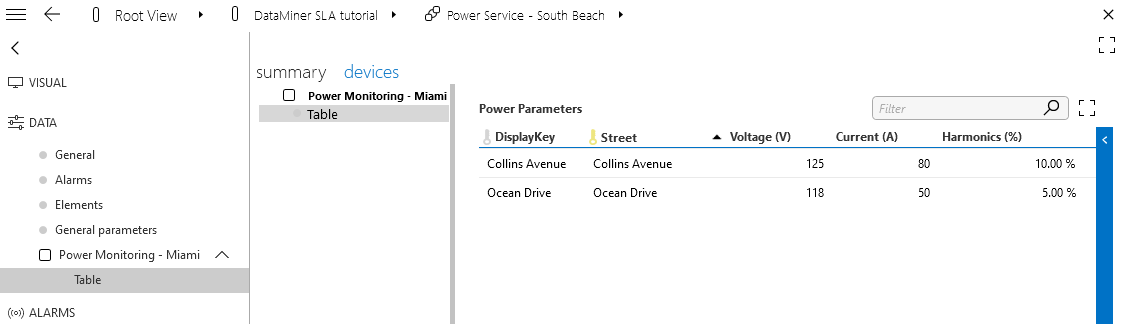 Root View DataMiner SLA tutorial Power Service - South Beach
summary devices
VISUAL
DATA
General
Alarms
Elements
General parameters
Power Monitoring - Miami
Table
ALARMS
Power Monitoring - Miami
Table
Power Parameters
Filter
DisplayKey Street Voltage (V) Current (A) Harmonics (%)
Collins Avenue Collins Avenue 125 80 10.00 %
Ocean Drive Ocean Drive 118 50 5.00 %